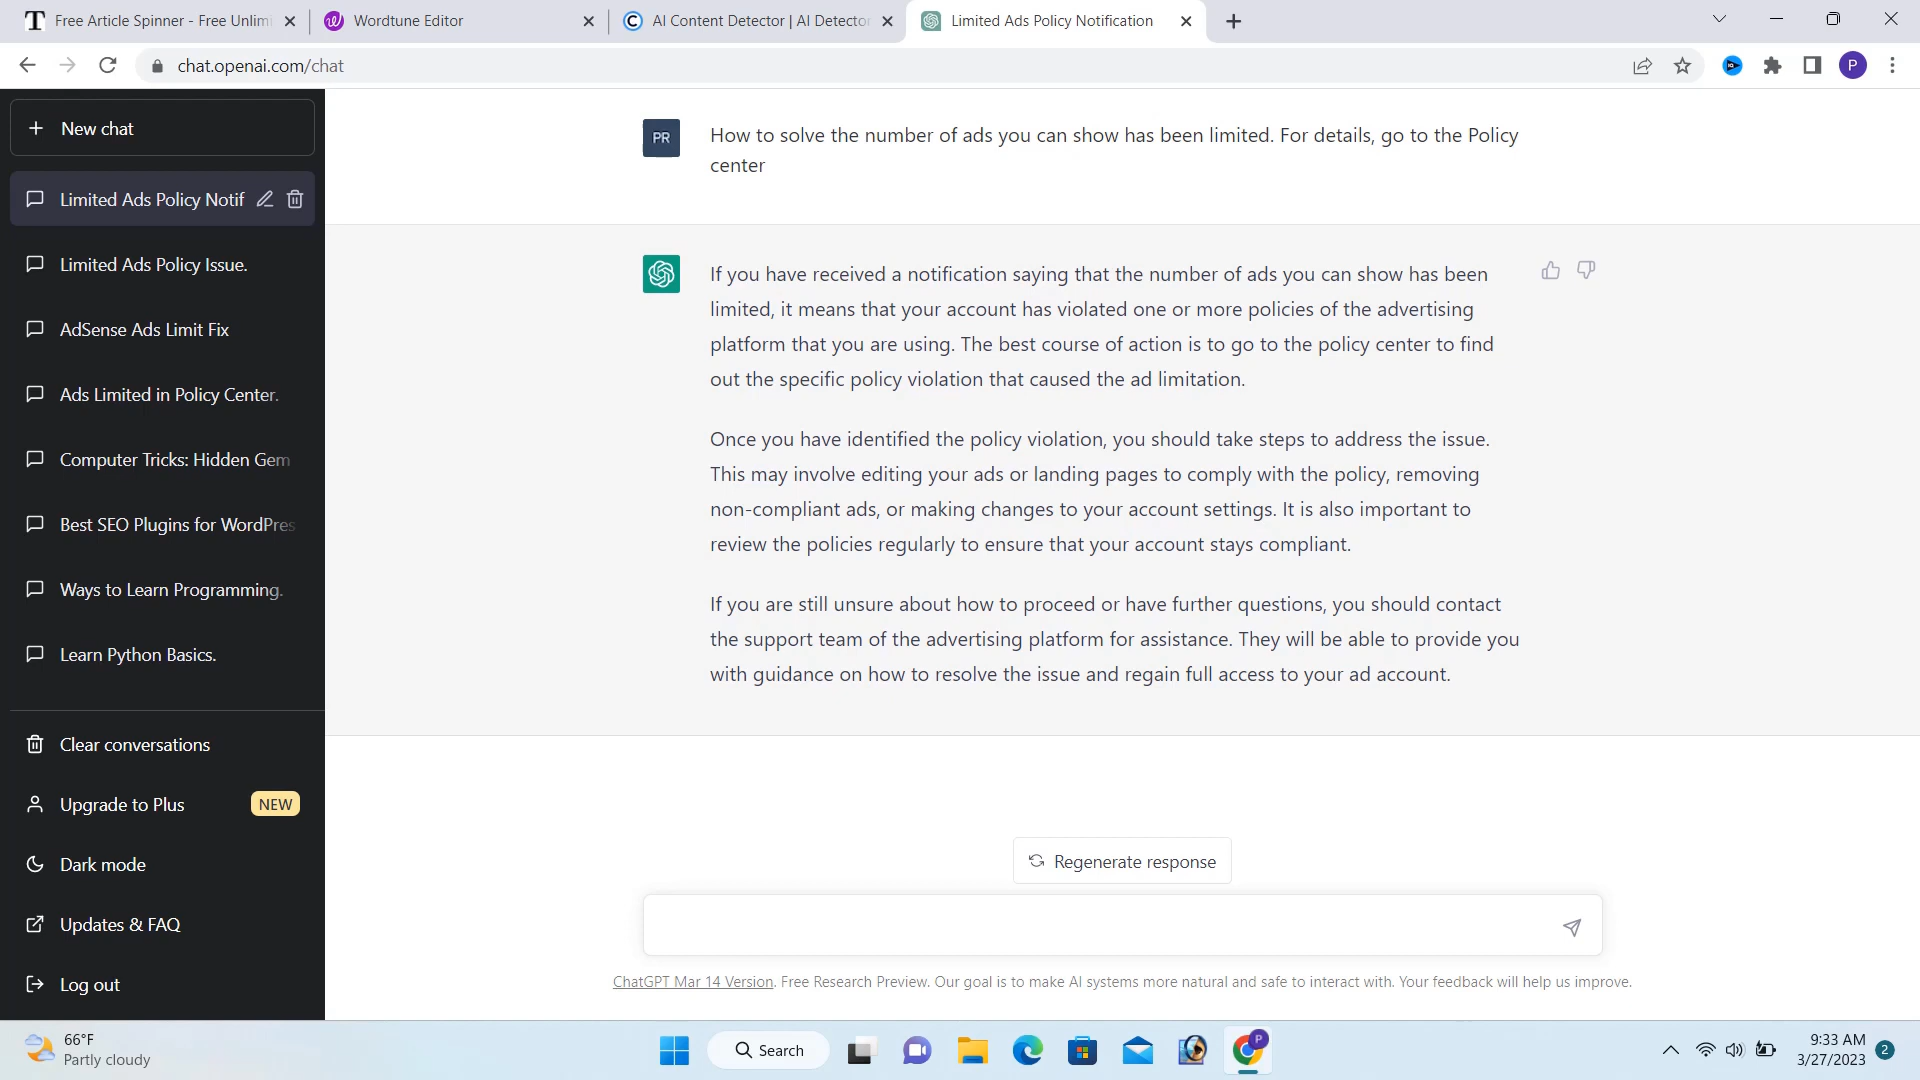 Free Article Spinner - Free Unlimi
Wordtune Editor
AI Content Detector | AI Detector
Limited Ads Policy Notification
chat.openai.com/chat
P
New chat
Limited Ads Policy Notif
Limited Ads Policy Issue.
AdSense Ads Limit Fix
Ads Limited in Policy Center.
Computer Tricks: Hidden Gem
Best SEO Plugins for WordPres
Ways to Learn Programming.
Learn Python Basics.
Clear conversations
Upgrade to Plus NEW
Dark mode
Updates & FAQ
Log out
PR
How to solve the number of ads you can show has been limited. For details, go to the Policy
center
If you have received a notification saying that the number of ads you can show has been
limited, it means that your account has violated one or more policies of the advertising
platform that you are using. The best course of action is to go to the policy center to find
out the specific policy violation that caused the ad limitation.
Once you have identified the policy violation, you should take steps to address the issue.
This may involve editing your ads or landing pages to comply with the policy, removing
non-compliant ads, or making changes to your account settings. It is also important to
review the policies regularly to ensure that your account stays compliant.
If you are still unsure about how to proceed or have further questions, you should contact
the support team of the advertising platform for assistance. They will be able to provide you
with guidance on how to resolve the issue and regain full access to your ad account.
Regenerate response
ChatGPT Mar 14 Version. Free Research Preview. Our goal is to make AI systems more natural and safe to interact with. Your feedback will help us improve.
66°F
Partly cloudy
Search
P
9:33 AM
3/27/2023
2